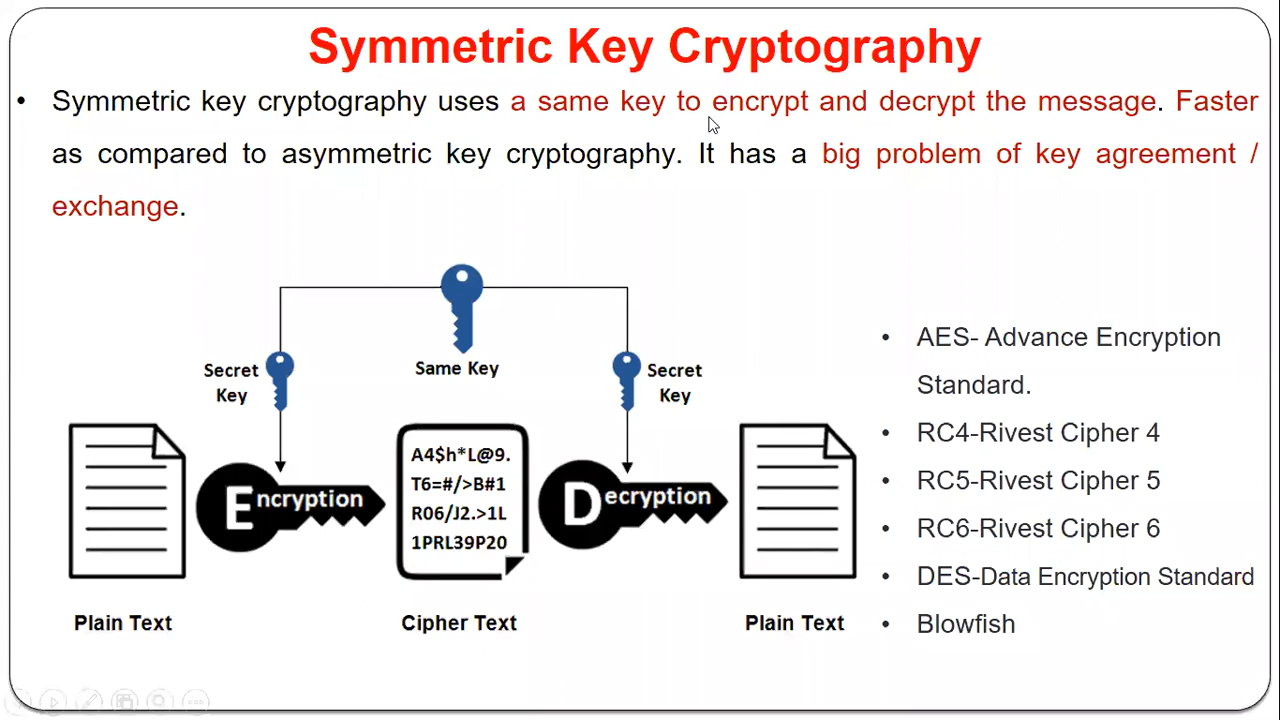 Symmetric Key Cryptography
• Symmetric key cryptography uses a same key to encrypt and decrypt the message. Faster
as compared to asymmetric key cryptography. It has a big problem of key agreement /
exchange.
Secret
Key
Same Key
Secret
Key
Encryption
A4$h*L@9.
T6=#/>B#1
R06/J2.>1L
1PRL39P20
Decryption
Plain Text
Cipher Text
Plain Text
• AES- Advance Encryption
Standard.
• RC4-Rivest Cipher 4
• RC5-Rivest Cipher 5
• RC6-Rivest Cipher 6
• DES-Data Encryption Standard
• Blowfish